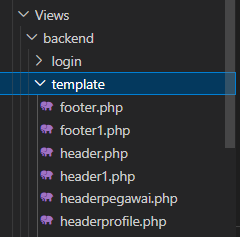 Views
backend
login
template
footer.php
footer1.php
header.php
header1.php
headerpegawai.php
headerprofile.php